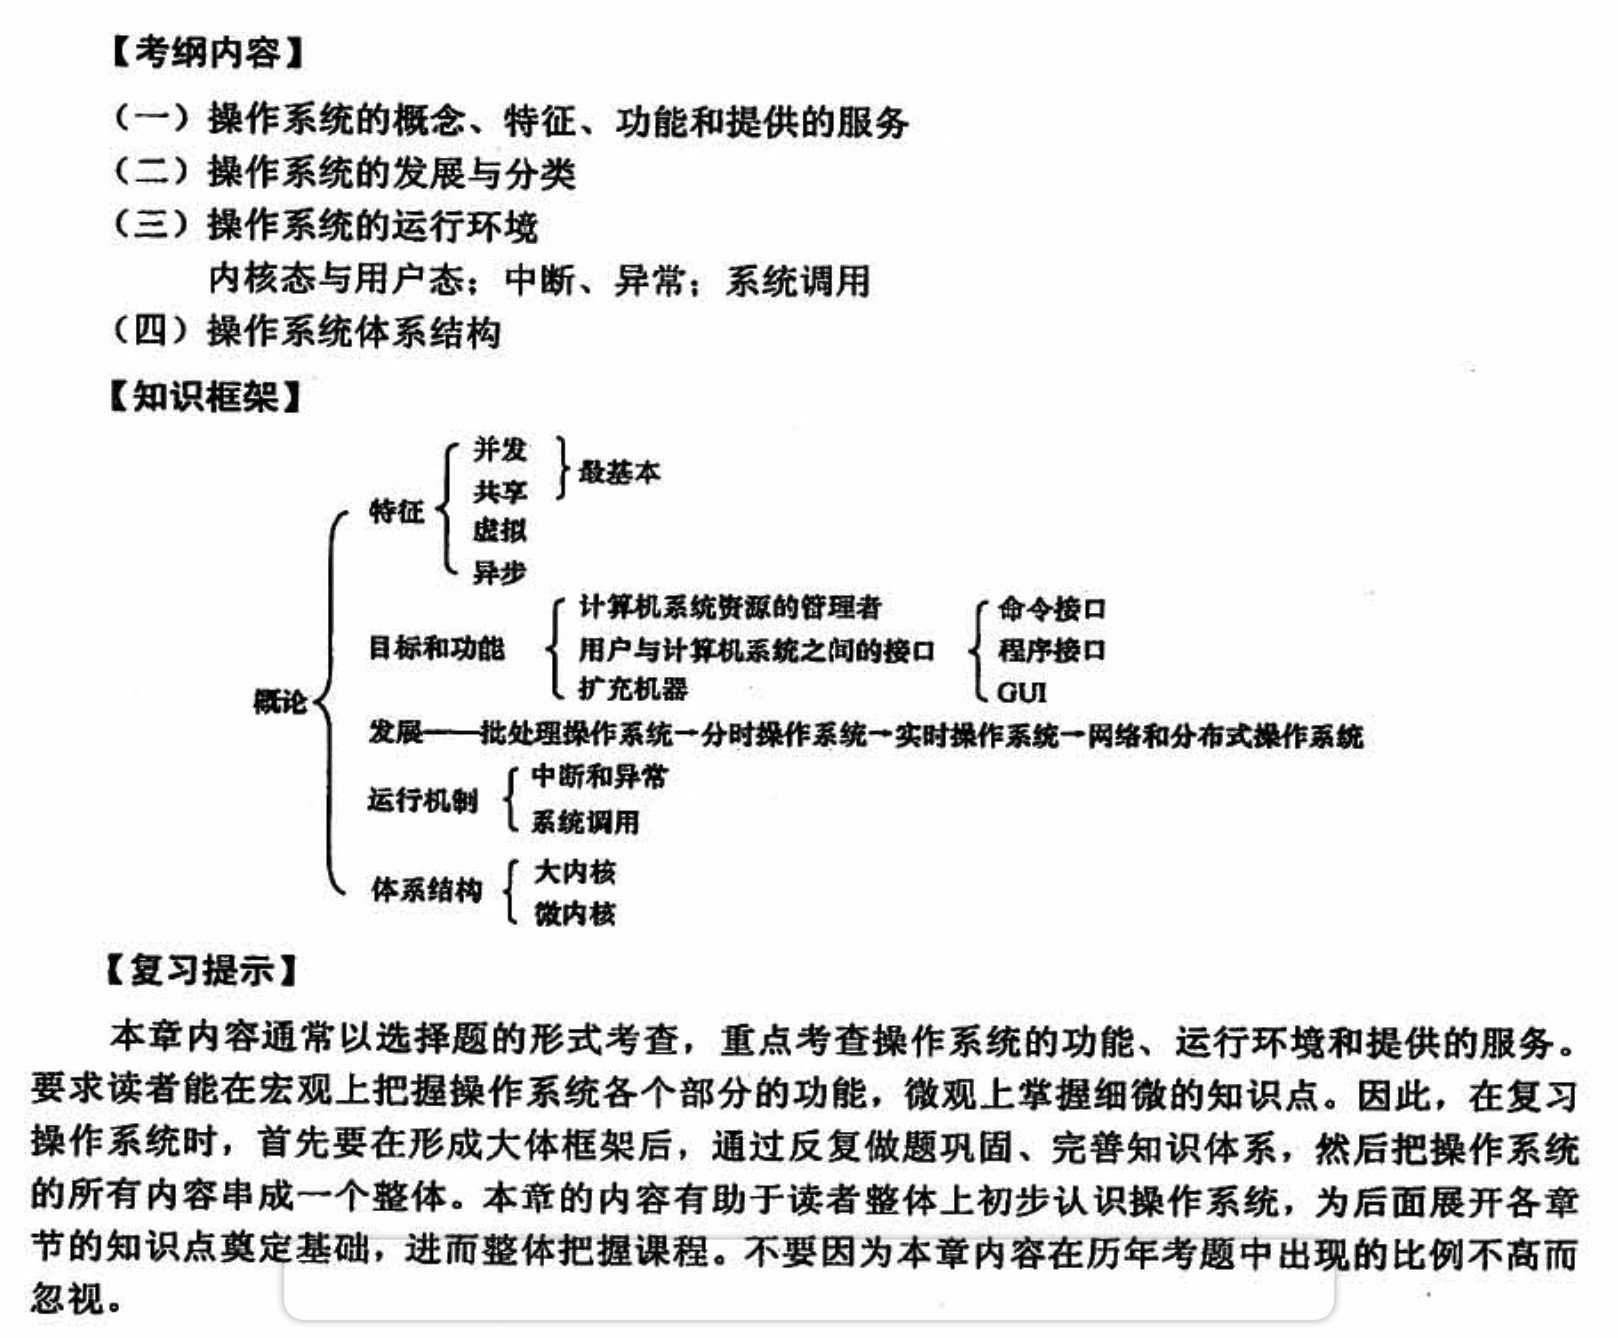 【考纲内容】
（一）操作系统的概念、特征、功能和提供的服务
（二）操作系统的发展与分类
（三）操作系统的运行环境
内核态与用户态；中断、异常；系统调用
（四）操作系统体系结构
【知识框架】
概论
特征
并发
共享
最基本
虚拟
异步
目标和功能
计算机系统资源的管理者
用户与计算机系统之间的接口
命令接口
程序接口
GUI
扩充机器
发展——批处理操作系统→分时操作系统→实时操作系统→网络和分布式操作系统
运行机制
中断和异常
系统调用
体系结构
大内核
微内核
【复习提示】
本章内容通常以选择题的形式考查，重点考查操作系统的功能、运行环境和提供的服务。
要求读者能在宏观上把握操作系统各个部分的功能，微观上掌握细微的知识点。因此，在复习
操作系统时，首先要在形成大体框架后，通过反复做题巩固、完善知识体系，然后把操作系统
的所有内容串成一个整体。本章的内容有助于读者整体上初步认识操作系统，为后面展开各章
节的知识点奠定基础，进而整体把握课程。不要因为本章内容在历年考题中出现的比例不高而
忽视。